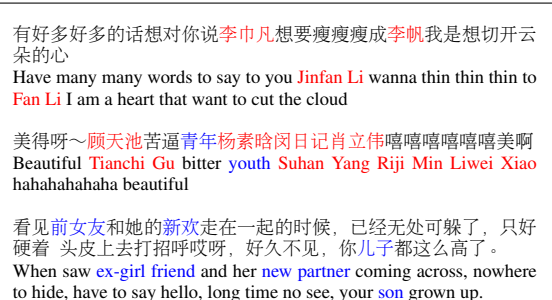 有好多好多的话想对你说李巾凡想要瘦瘦瘦成李帆我是想切开云
朵的心
Have many many words to say to you Jinfan Li wanna thin thin thin to
Fan Li I am a heart that want to cut the cloud
美得呀～顾天池苦逼青年杨素晗闵日记肖立伟嘻嘻嘻嘻嘻嘻美啊
Beautiful Tianchi Gu bitter youth Suhan Yang Riji Min Liwei Xiao
hahahahahaha beautiful
看见前女友和她的新欢走在一起的时候，已经无处可躲了，只好
硬着 头皮上去打招呼哎呀，好久不见，你儿子都这么高了。
When saw ex-girl friend and her new partner coming across, nowhere
to hide, have to say hello, long time no see, your son grown up.